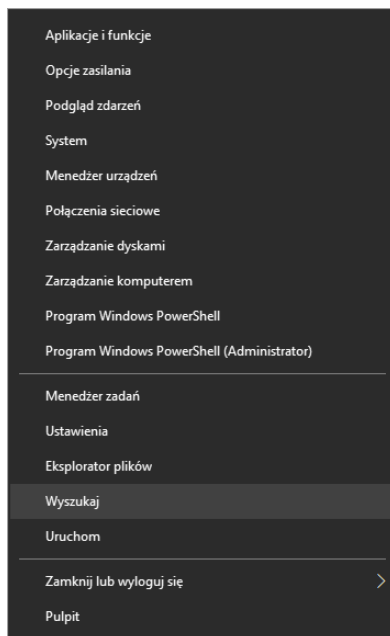 Aplikacje i funkcje
Opcje zasilania
Podgląd zdarzeń
System
Menedżer urządzeń
Połączenia sieciowe
Zarządzanie dyskami
Zarządzanie komputerem
Program Windows PowerShell
Program Windows PowerShell (Administrator)
Menedżer zadań
Ustawienia
Eksplorator plików
Wyszukaj
Uruchom
Zamknij lub wyloguj się
Pulpit